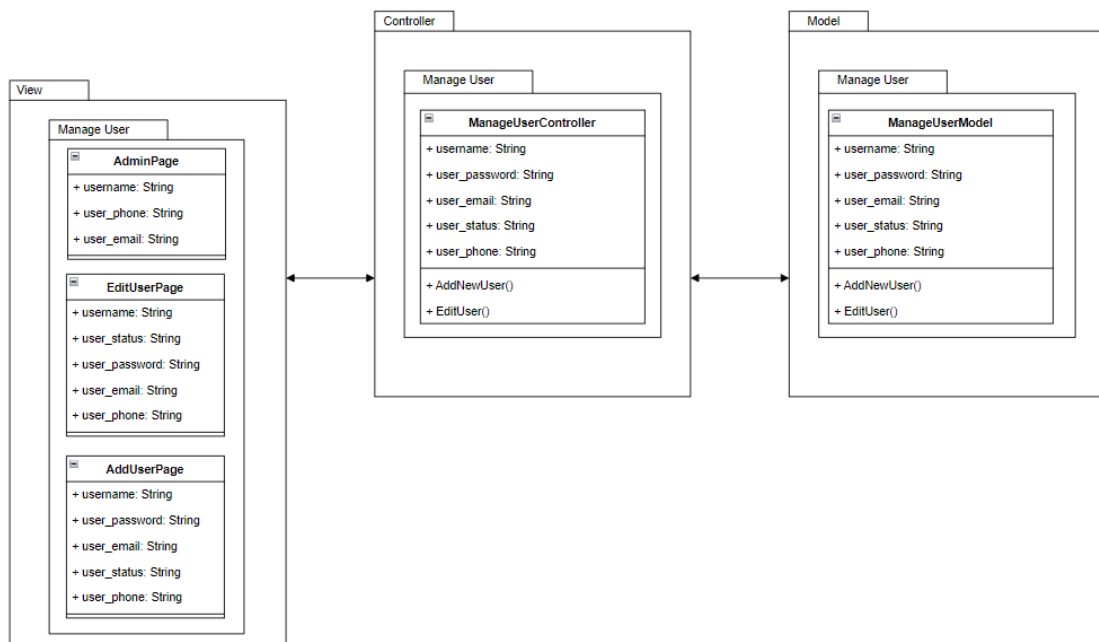 View
Manage User
AdminPage
+ username: String
+ user_phone: String
+ user_email: String
EditUserPage
+ username: String
+ user_status: String
+ user_password: String
+ user_email: String
+ user_phone: String
AddUserPage
+ username: String
+ user_password: String
+ user_email: String
+ user_status: String
+ user_phone: String
Controller
Manage User
ManageUserController
+ username: String
+ user_password: String
+ user_email: String
+ user_status: String
+ user_phone: String
+ AddNewUser()
+ EditUser()
Model
Manage User
ManageUserModel
+ username: String
+ user_password: String
+ user_email: String
+ user_status: String
+ user_phone: String
+ AddNewUser()
+ EditUser()